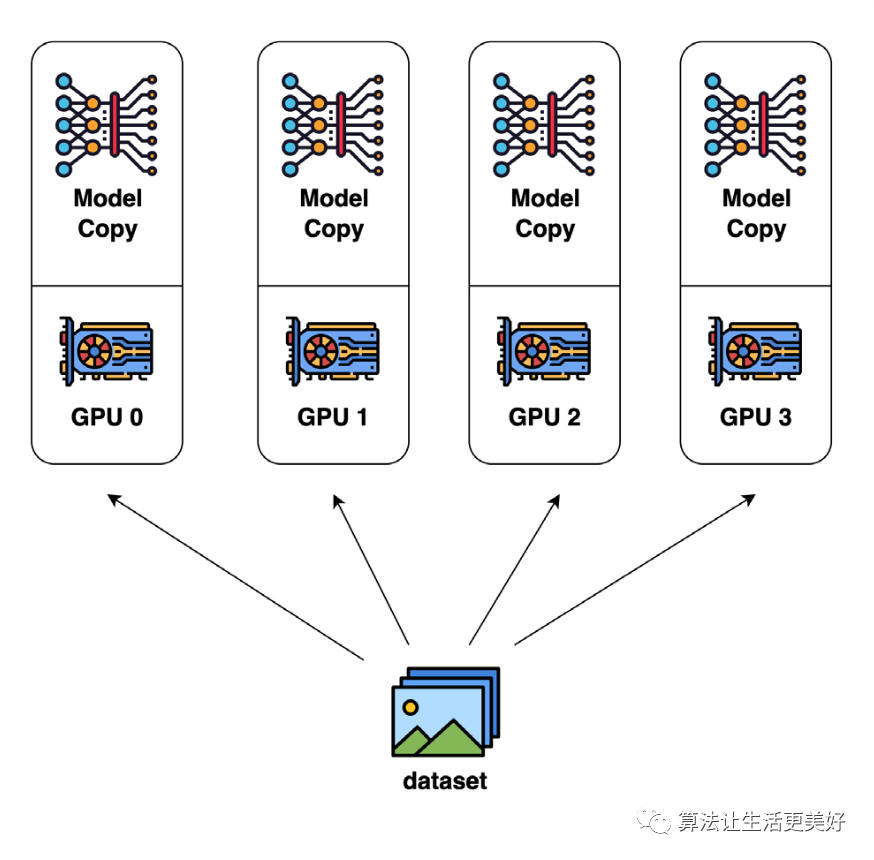 Model
Copy
Model
Copy
Model
Copy
Model
Copy
GPU 0
GPU 1
GPU 2
GPU 3
dataset
算法让生活更美好